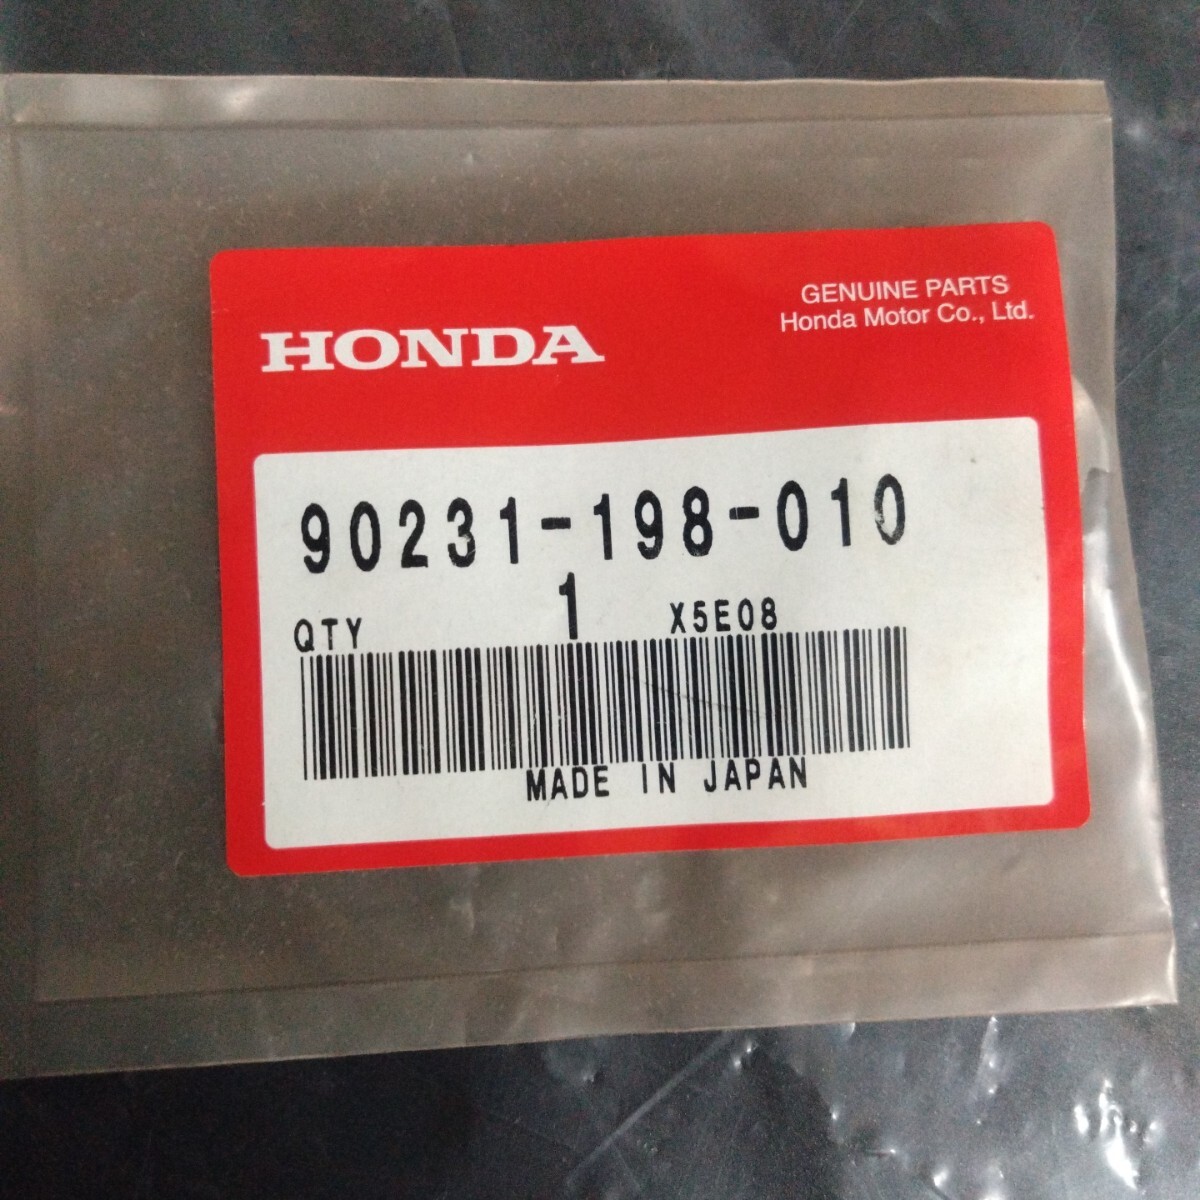 GENUINE PARTS
Honda Motor Co., Ltd.
HONDA
90231-198-010
QTY 1 X5E08
MADE IN JAPAN